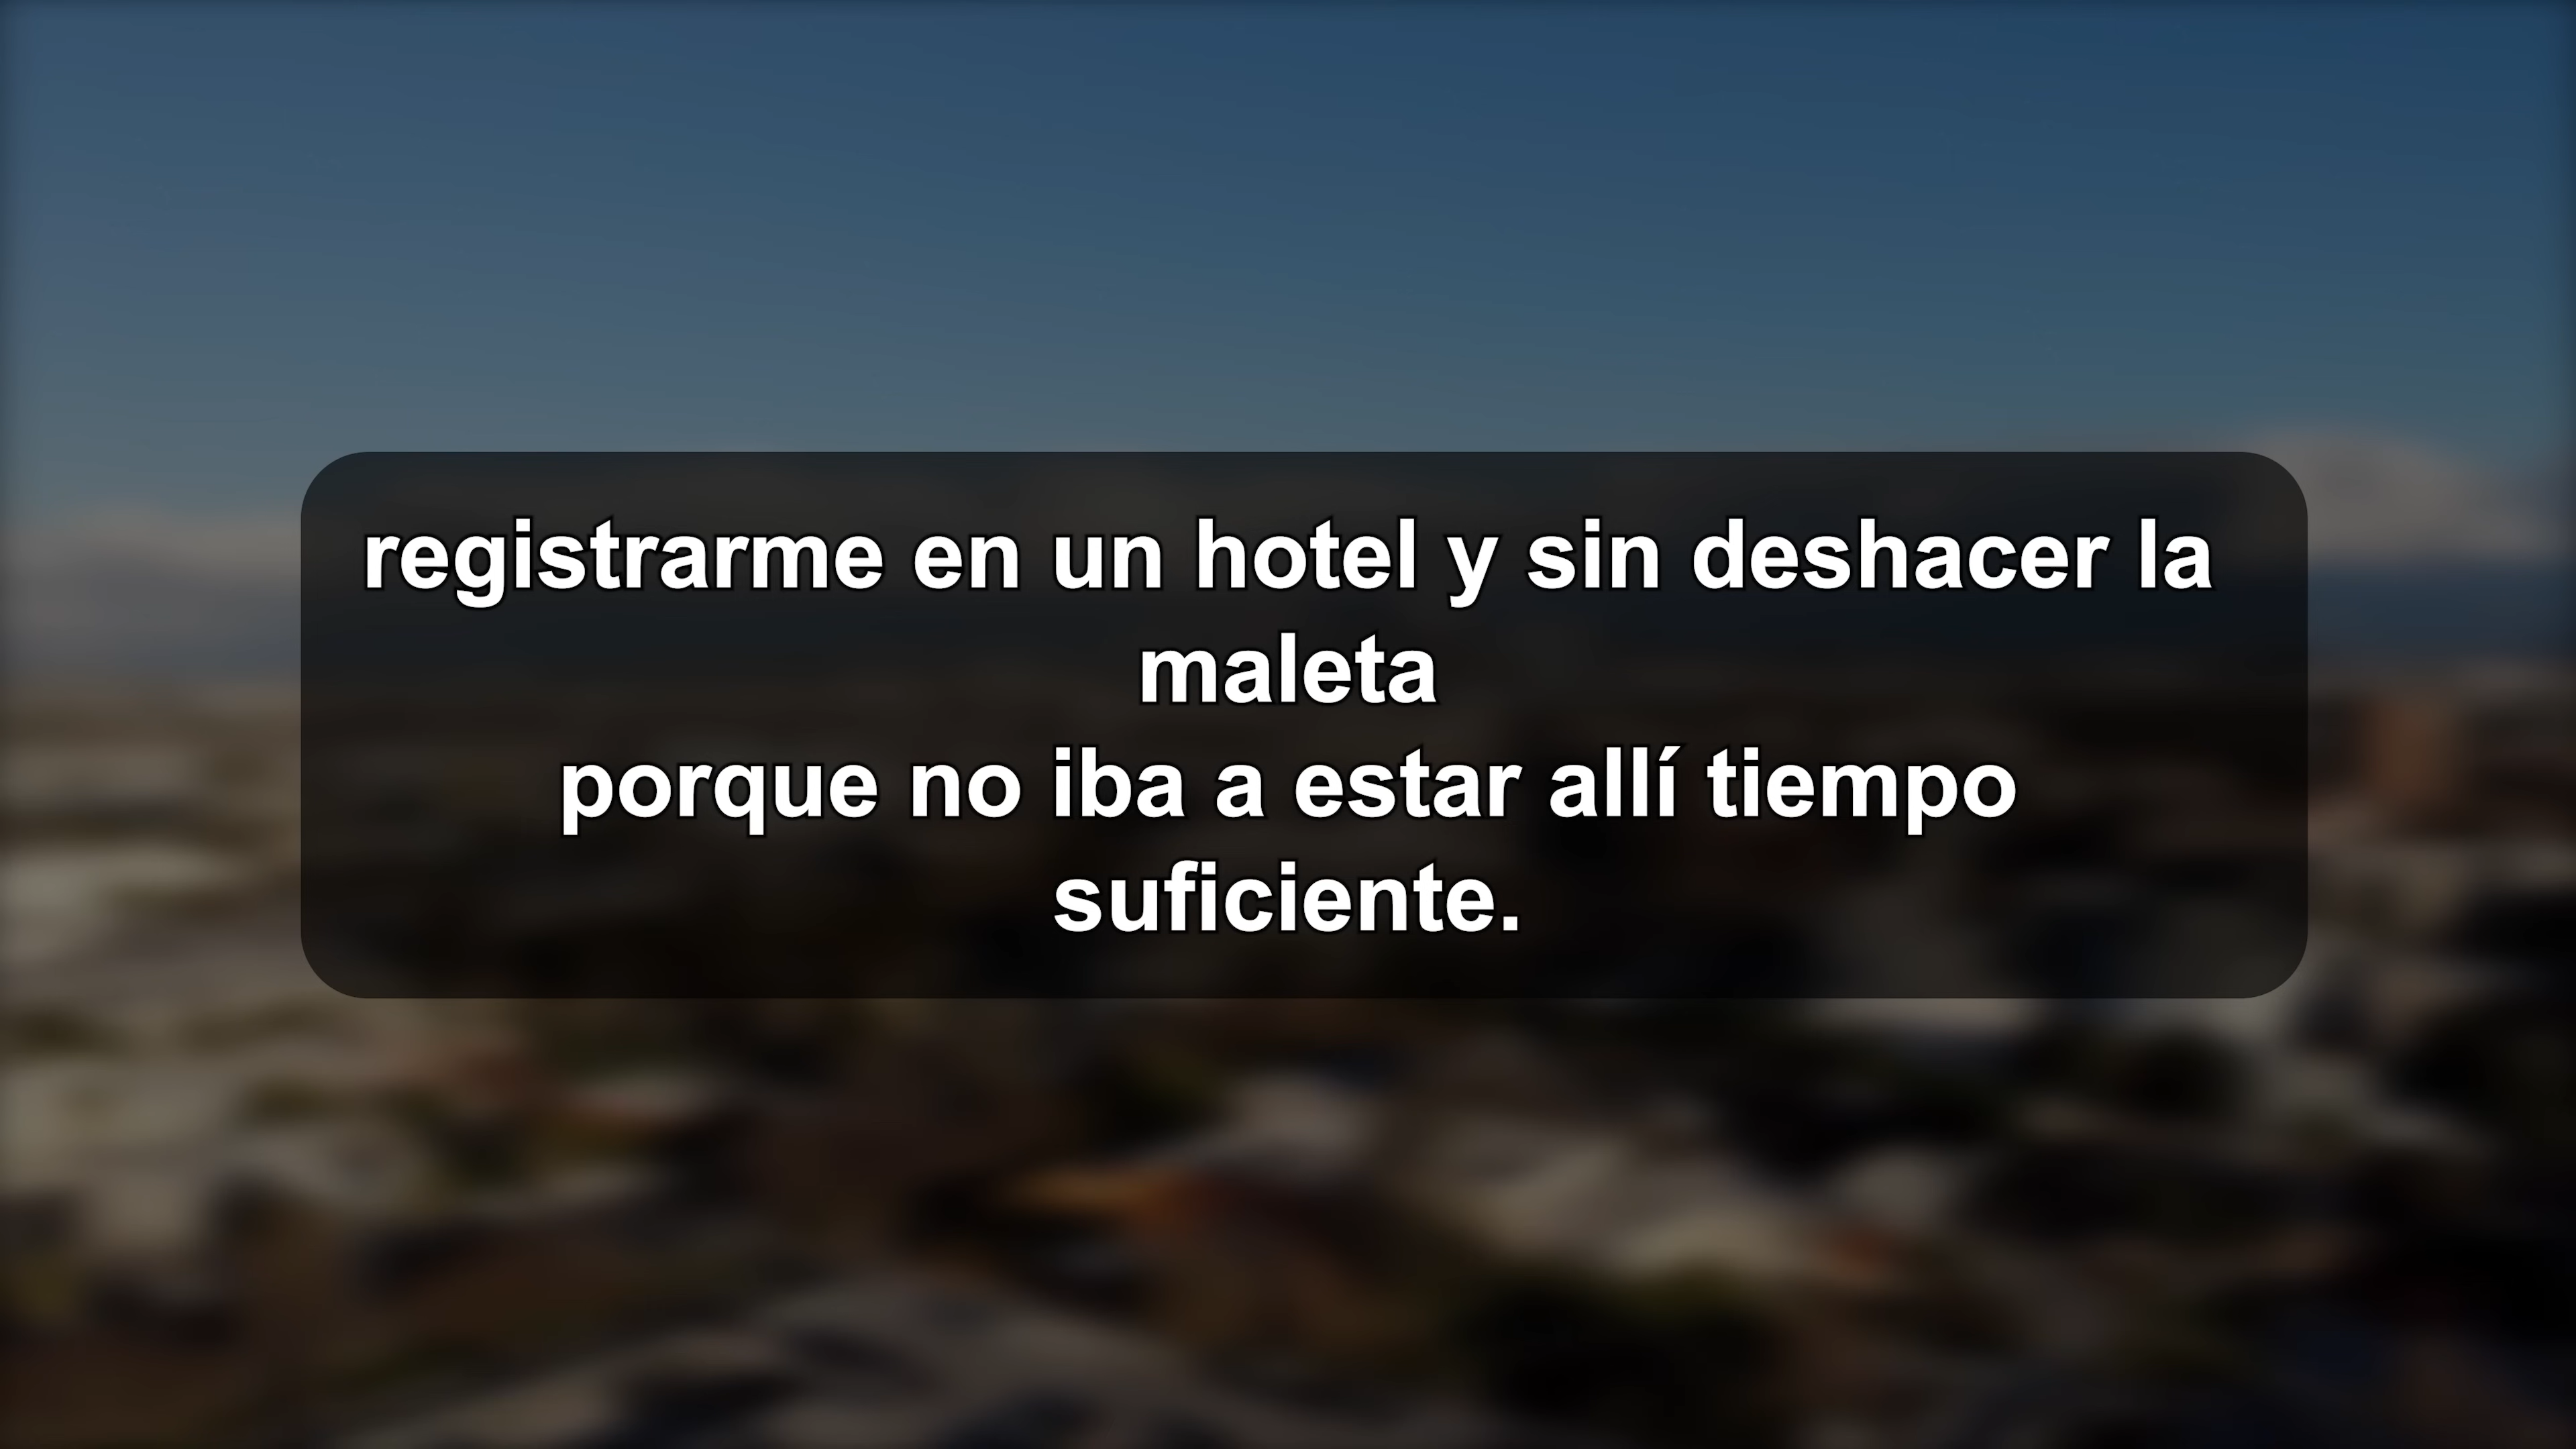 registrarme en un hotel y sin deshacer la
maleta
porque no iba a estar allí tiempo
suficiente.